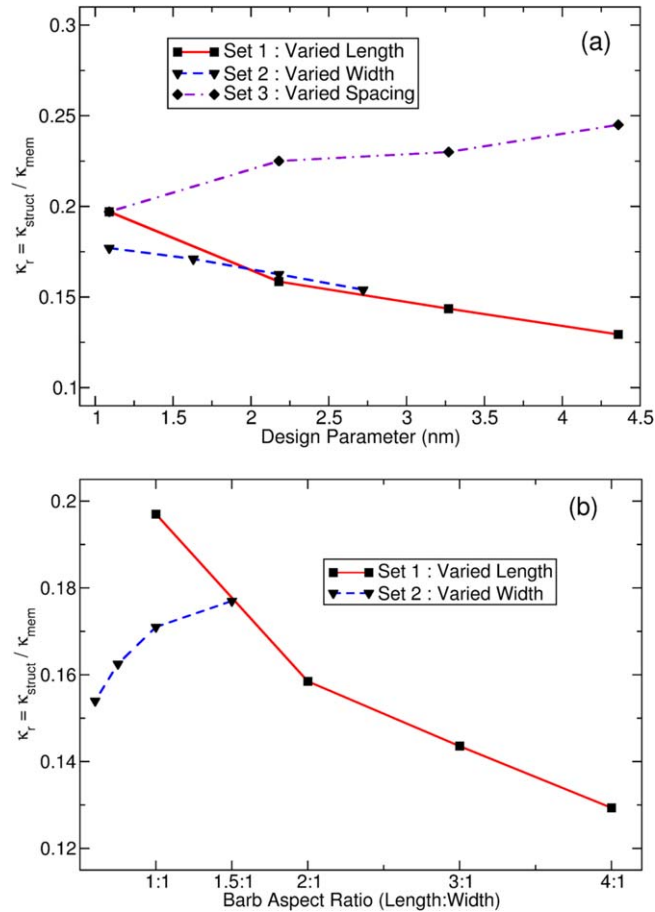 (a)
Set 1 : Varied Length
Set 2 : Varied Width
Set 3 : Varied Spacing
0.3
0.25
0.2
0.15
0.1
κr = κstruct / κmem
1 1.5 2 2.5 3 3.5 4 4.5
Design Parameter (nm)
(b)
Set 1 : Varied Length
Set 2 : Varied Width
0.2
0.18
0.16
0.14
0.12
κr = κstruct / κmem
1:1 1.5:1 2:1 3:1 4:1
Barb Aspect Ratio (Length:Width)